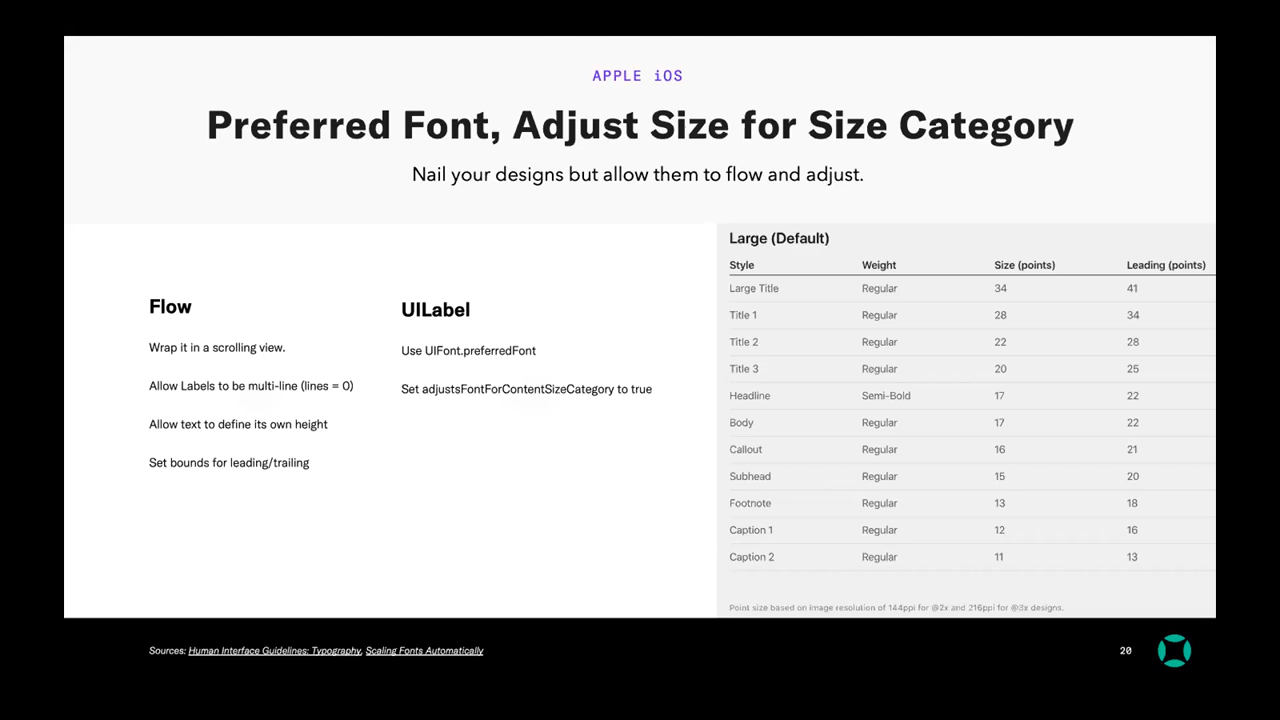 APPLE iOS
Preferred Font, Adjust Size for Size Category
Nail your designs but allow them to flow and adjust.
Flow
Wrap it in a scrolling view.
Allow Labels to be multi-line (lines = 0)
Allow text to define its own height
Set bounds for leading/trailing
UILabel
Use UIFont.preferredFont
Set adjustsFontForContentSizeCategory to true
Large (Default)
Style Weight Size (points) Leading (points)
Large Title Regular 34 41
Title 1 Regular 28 34
Title 2 Regular 22 28
Title 3 Regular 20 25
Headline Semi-Bold 17 22
Body Regular 17 22
Callout Regular 16 21
Subhead Regular 15 20
Footnote Regular 13 18
Caption 1 Regular 12 16
Caption 2 Regular 11 13
Point size based on image resolution of 144ppi for @2x and 216ppi for @3x designs.
Sources: Human Interface Guidelines: Typography, Scaling Fonts Automatically
20